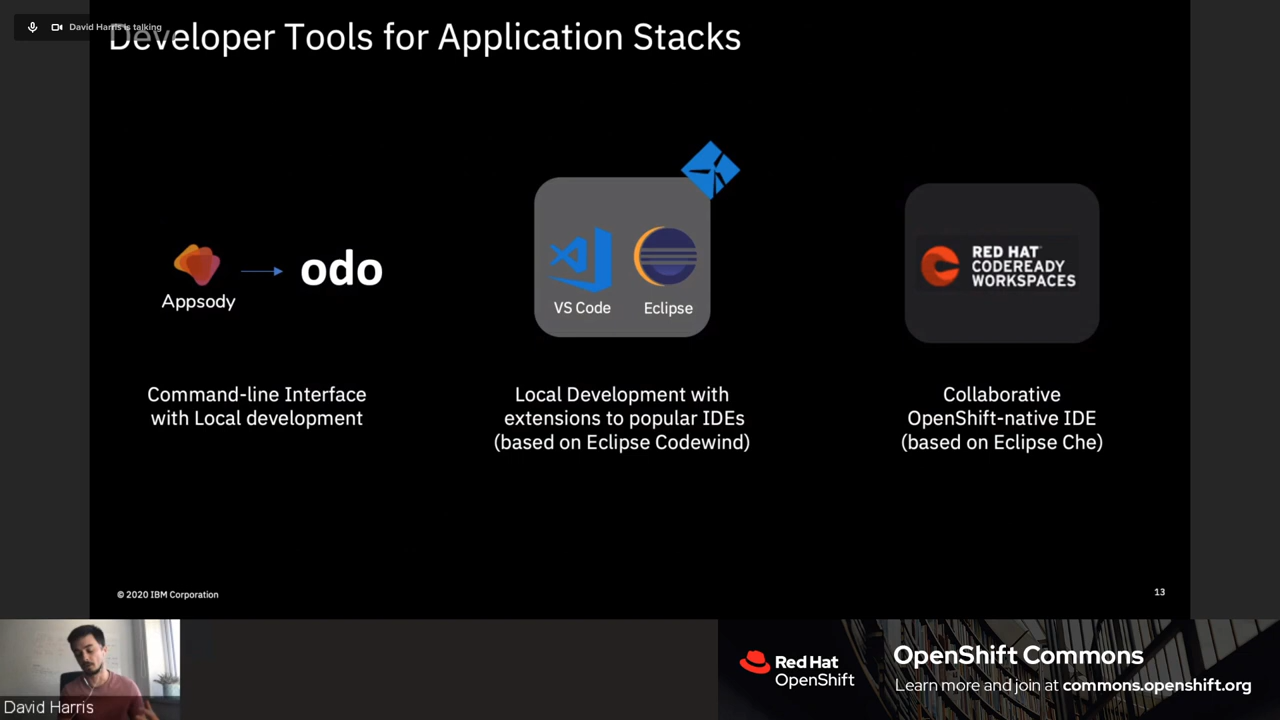 David Harris is talking
Developer Tools for Application Stacks
Appsody
odo
VS Code
Eclipse
RED HAT
CODEREADY
WORKSPACES
Command-line Interface
with Local development
Local Development with
extensions to popular IDEs
(based on Eclipse Codewind)
Collaborative
OpenShift-native IDE
(based on Eclipse Che)
© 2020 IBM Corporation
13
David Harris
Red Hat
OpenShift
OpenShift Commons
Learn more and join at commons.openshift.org